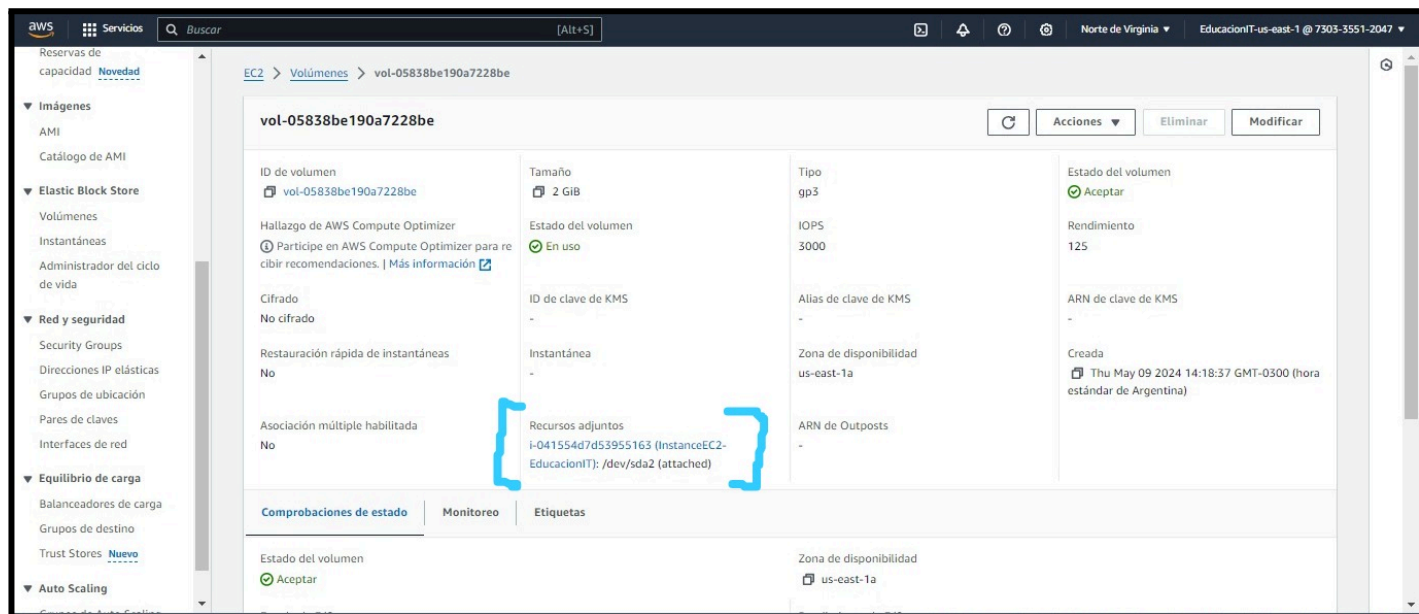 aws
Servicios
Buscar
[Alt+S]
Norte de Virginia
EducacionIT-us-east-1 @ 7303-3551-2047
Reservas de
capacidad Novedad
Imágenes
AMI
Catálogo de AMI
Elastic Block Store
Volúmenes
Instantáneas
Administrador del ciclo
de vida
Red y seguridad
Security Groups
Direcciones IP elásticas
Grupos de ubicación
Pares de claves
Interfaces de red
Equilibrio de carga
Balanceadores de carga
Grupos de destino
Trust Stores Nuevo
Auto Scaling
EC2 > Volúmenes > vol-05838be190a7228be
vol-05838be190a7228be
Acciones
Eliminar
Modificar
ID de volumen
vol-05838be190a7228be
Tamaño
2 GiB
Tipo
gp3
Estado del volumen
Aceptar
Hallazgo de AWS Compute Optimizer
Participe en AWS Compute Optimizer para re
cibir recomendaciones. | Más información
Estado del volumen
En uso
IOPS
3000
Rendimiento
125
Cifrado
No cifrado
ID de clave de KMS
-
Alias de clave de KMS
-
ARN de clave de KMS
-
Restauración rápida de instantáneas
No
Instantánea
-
Zona de disponibilidad
us-east-1a
Creada
Thu May 09 2024 14:18:37 GMT-0300 (hora
estándar de Argentina)
Asociación múltiple habilitada
No
Recursos adjuntos
i-041554d7d53955163 (InstanceEC2-
EducacionIT): /dev/sda2 (attached)
ARN de Outposts
-
Comprobaciones de estado
Monitoreo
Etiquetas
Estado del volumen
Aceptar
Zona de disponibilidad
us-east-1a